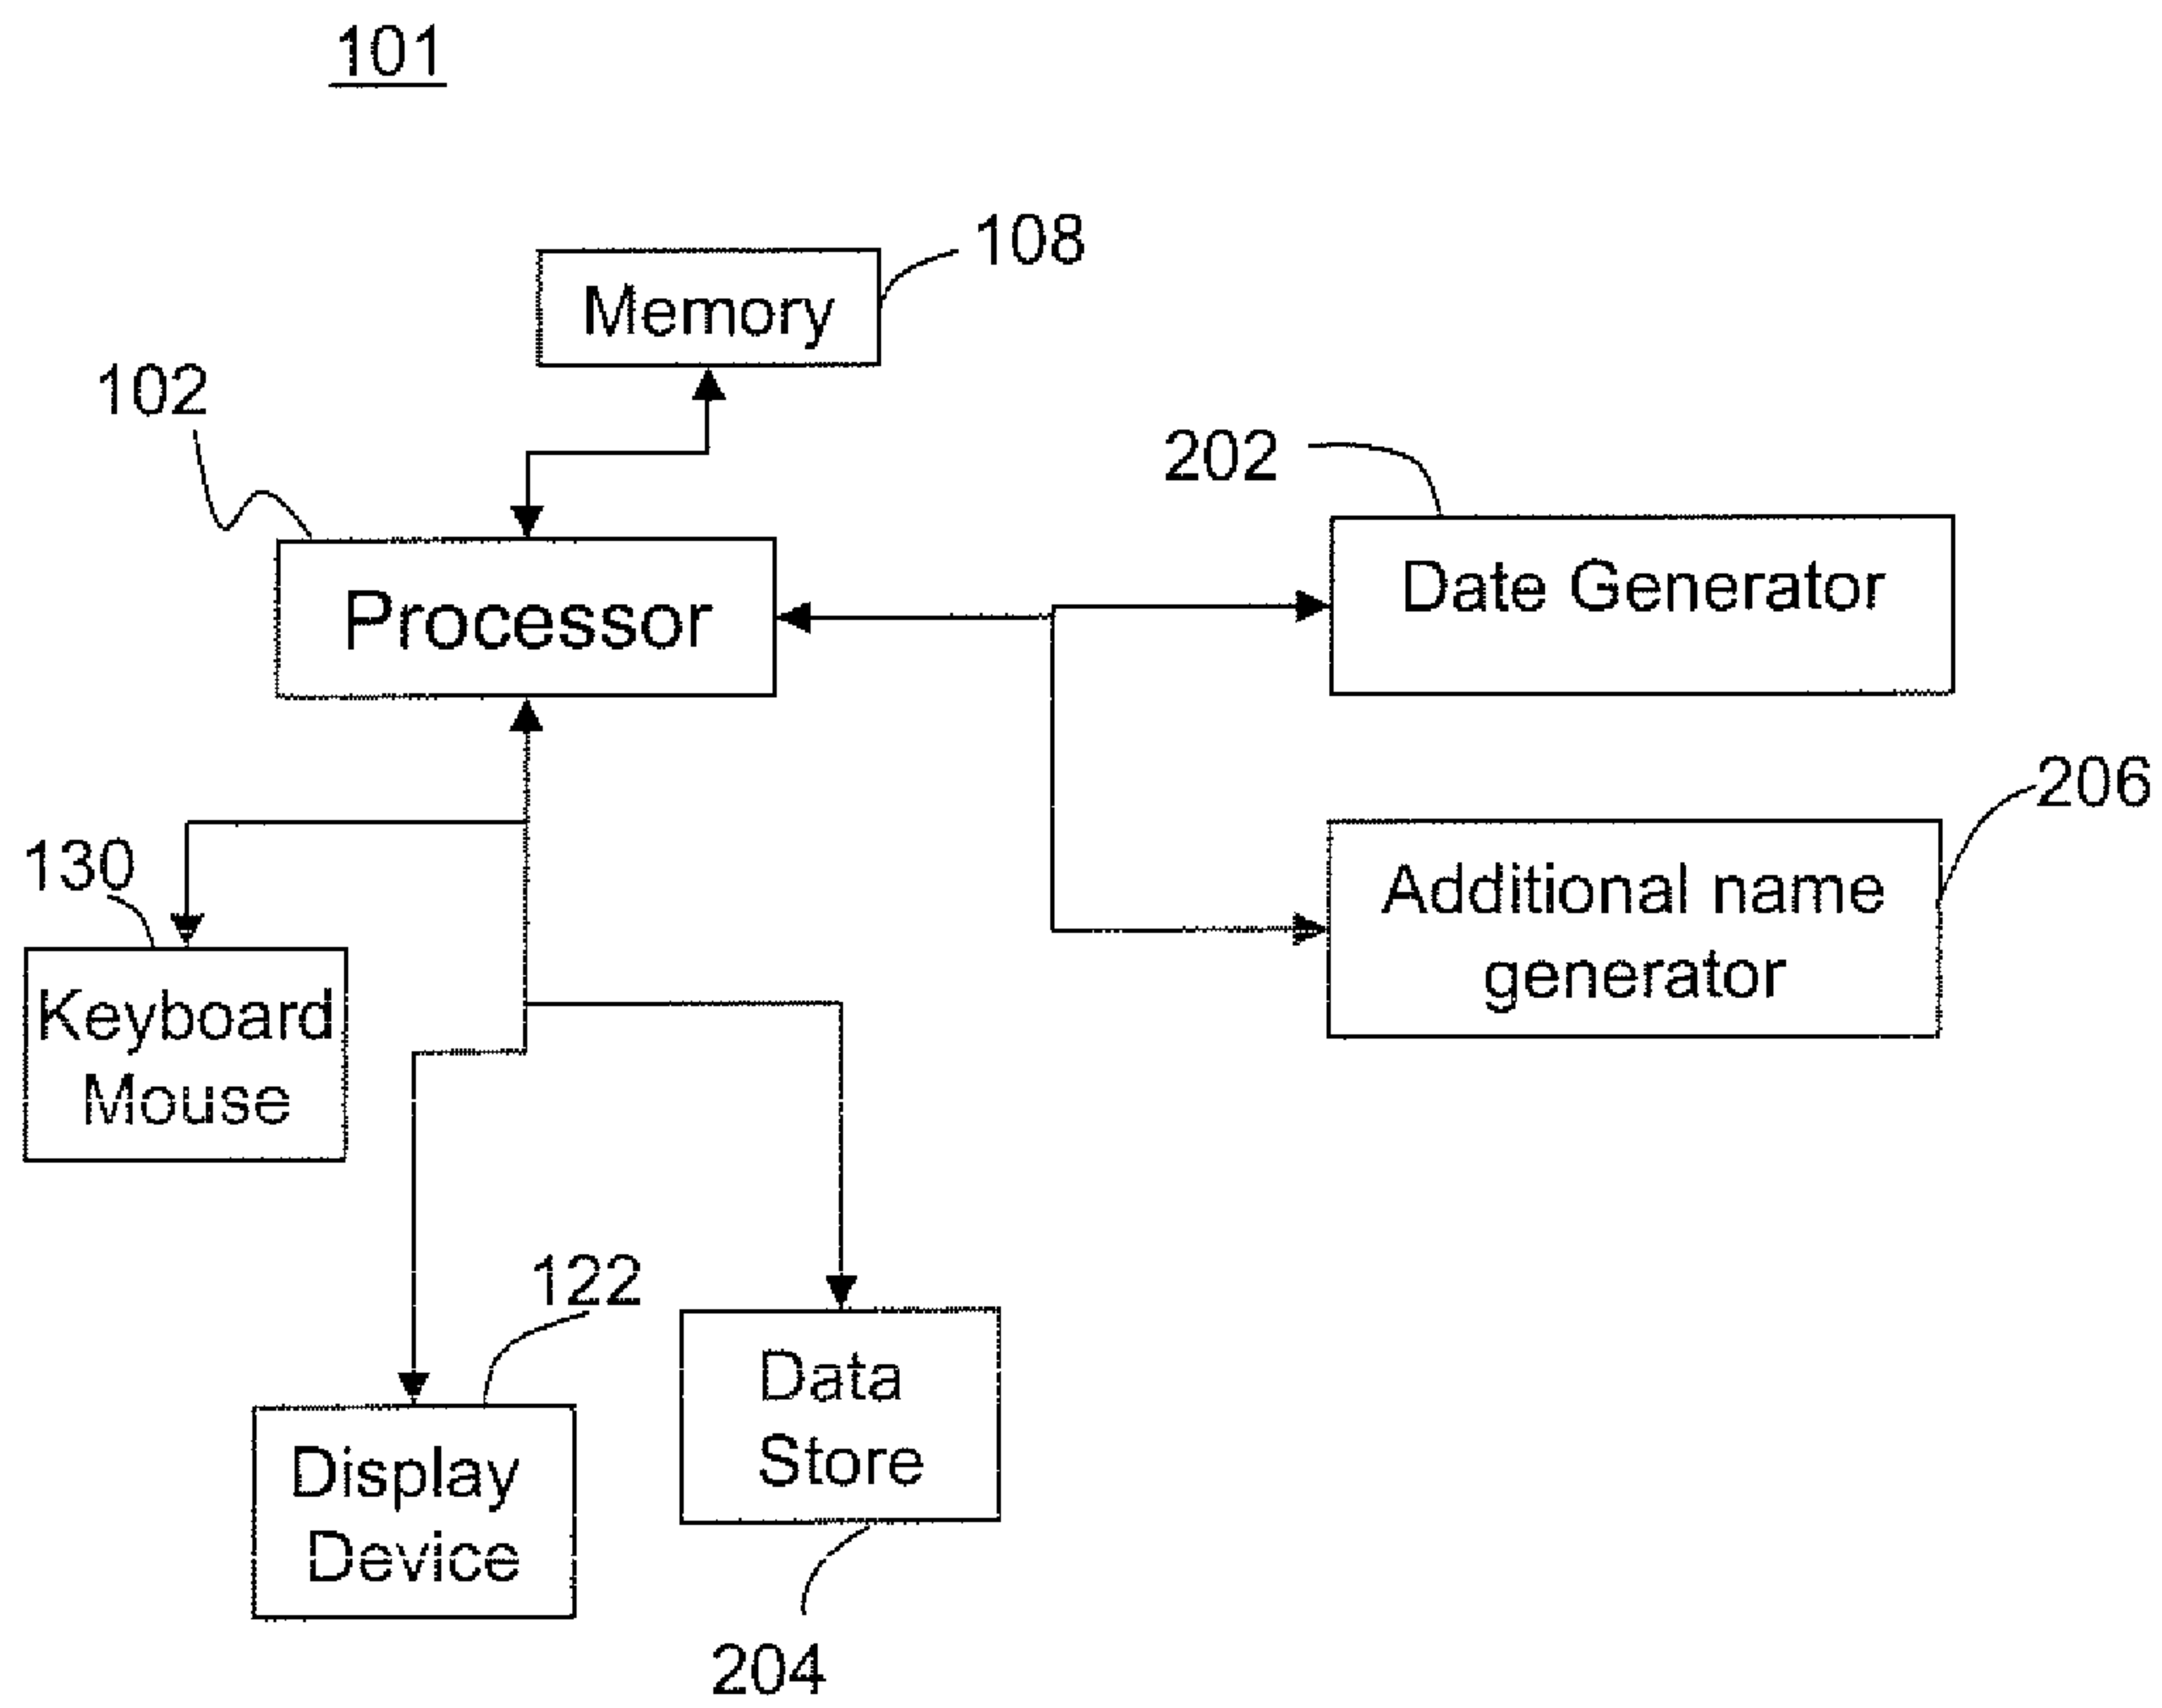 101
108
Memory
102
202
Processor
Date Generator
206
130
Additional name
generator
Keyboard
Mouse
122
Data
Store
Display
Device
204